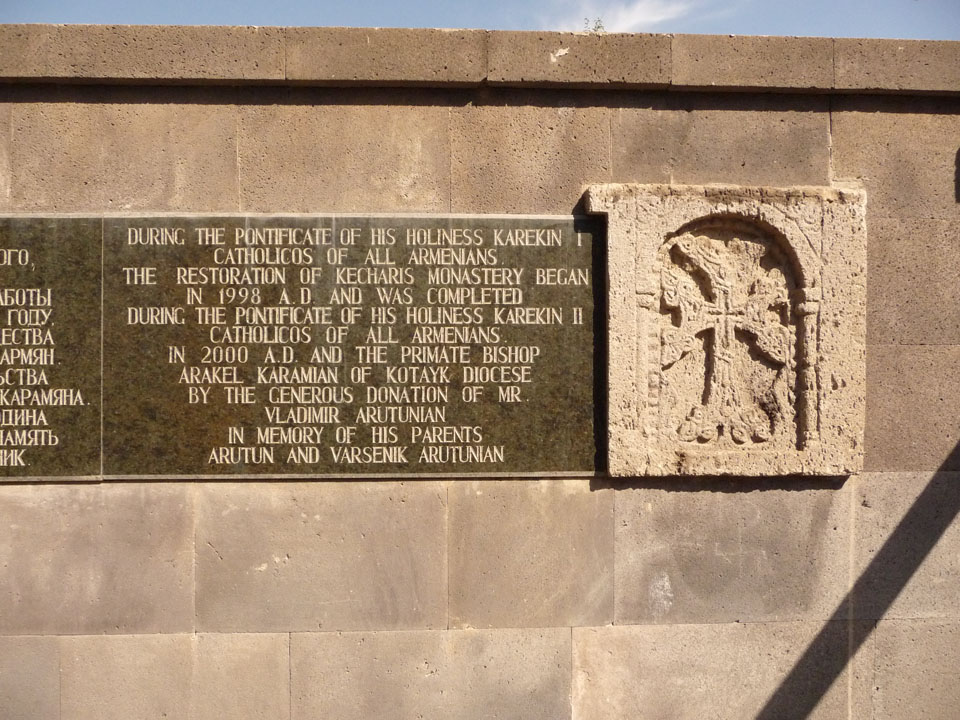 ОГО,
АБОТЫ
ГОДУ
ЩЕСТВА
АРМЯН.
ЬСТВА
КАРАМЯНА.
ОДИНА
ПАМЯТЬ
ИК.
DURING THE PONTIFICATE OF HIS HOLINESS KAREKIN I
CATHOLICOS OF ALL ARMENIANS.
THE RESTORATION OF KECHARIS MONASTERY BEGAN
IN 1998 A.D. AND WAS COMPLETED
DURING THE PONTIFICATE OF HIS HOLINESS KAREKIN II
CATHOLICOS OF ALL ARMENIANS.
IN 2000 A.D. AND THE PRIMATE BISHOP
ARAKEL KARAMIAN OF KOTAYK DIOCESE
BY THE GENEROUS DONATION OF MR.
VLADIMIR ARUTUNIAN
IN MEMORY OF HIS PARENTS
ARUTUN AND VARSENIK ARUTUNIAN.